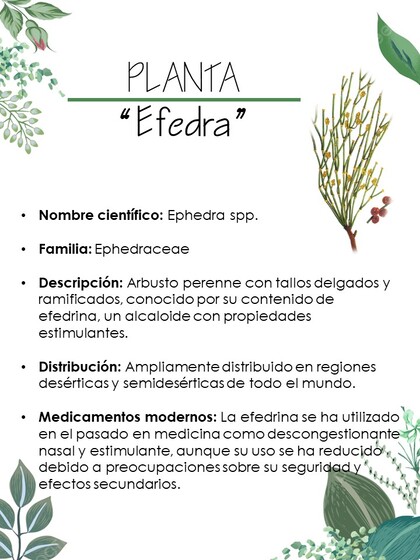 PLANTA
“Efedra”
• Nombre científico: Ephedra spp.
• Familia: Ephedraceae
• Descripción: Arbusto perenne con tallos delgados y
ramificados, conocido por su contenido de
efedrina, un alcaloide con propiedades
estimulantes.
• Distribución: Ampliamente distribuido en regiones
desérticas y semidesérticas de todo el mundo.
• Medicamentos modernos: La efedrina se ha utilizado
en el pasado en medicina como descongestionante
nasal y estimulante, aunque su uso se ha reducido
debido a preocupaciones sobre su seguridad y
efectos secundarios.